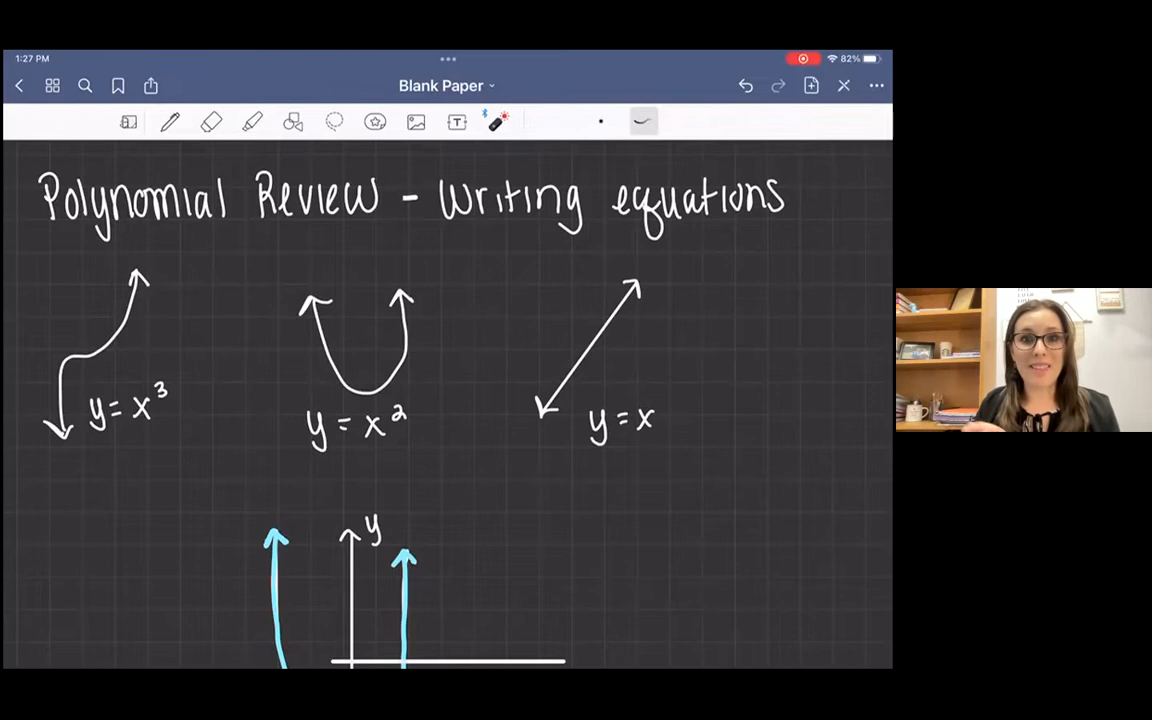 1:27 PM
82%
Blank Paper
T
Polynomial Review - Writing equations
y = x³
y = x²
y = x
y